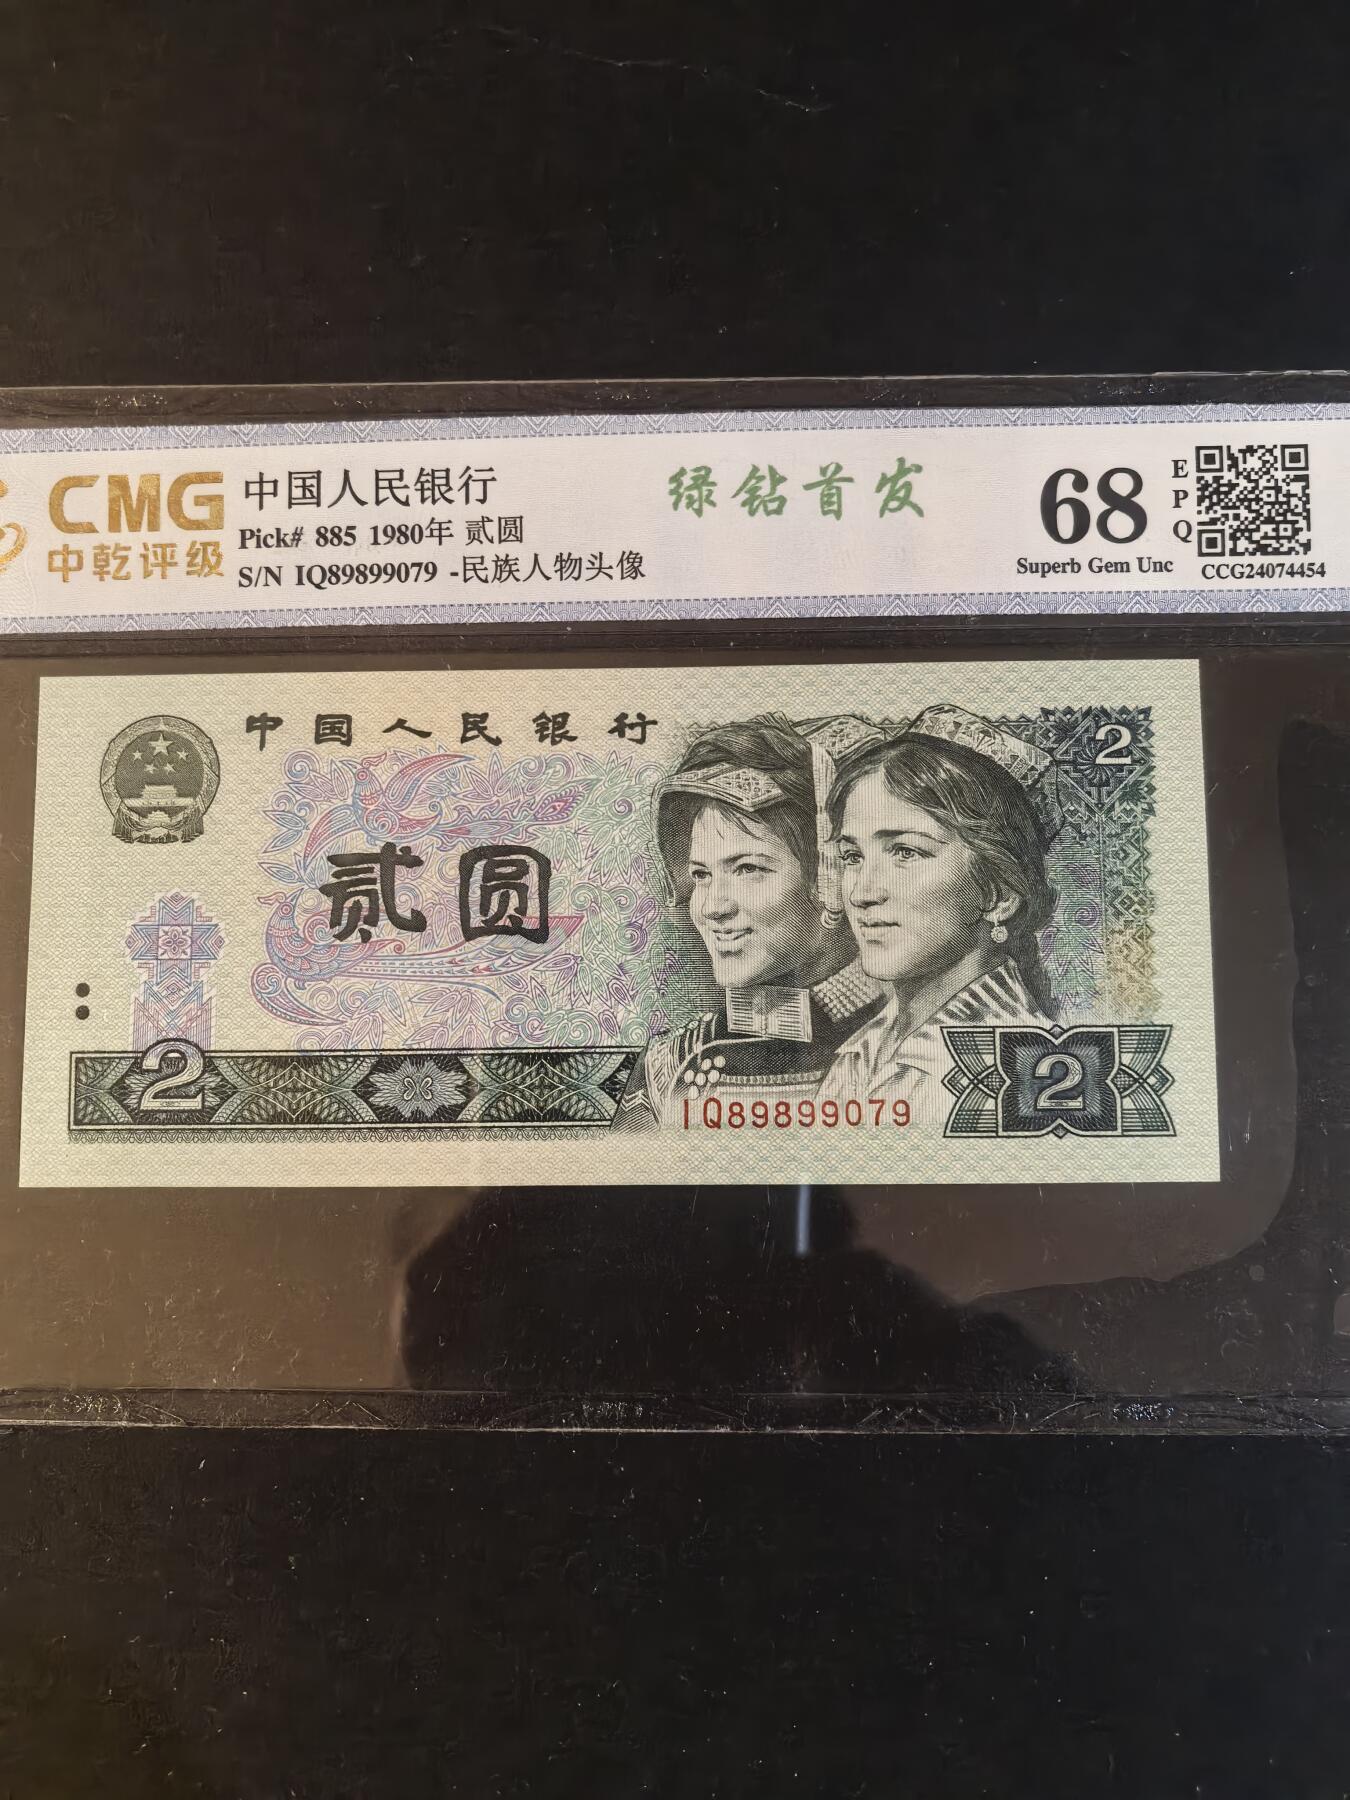 CMG
中乾评级
中国人民银行
Pick# 885 1980年 贰圆
S/N IQ89899079 -民族人物头像
绿钻首发
68
EPQ
Superb Gem Unc
CCG24074454
中国人民银行
2
贰圆
2
2
IQ89899079